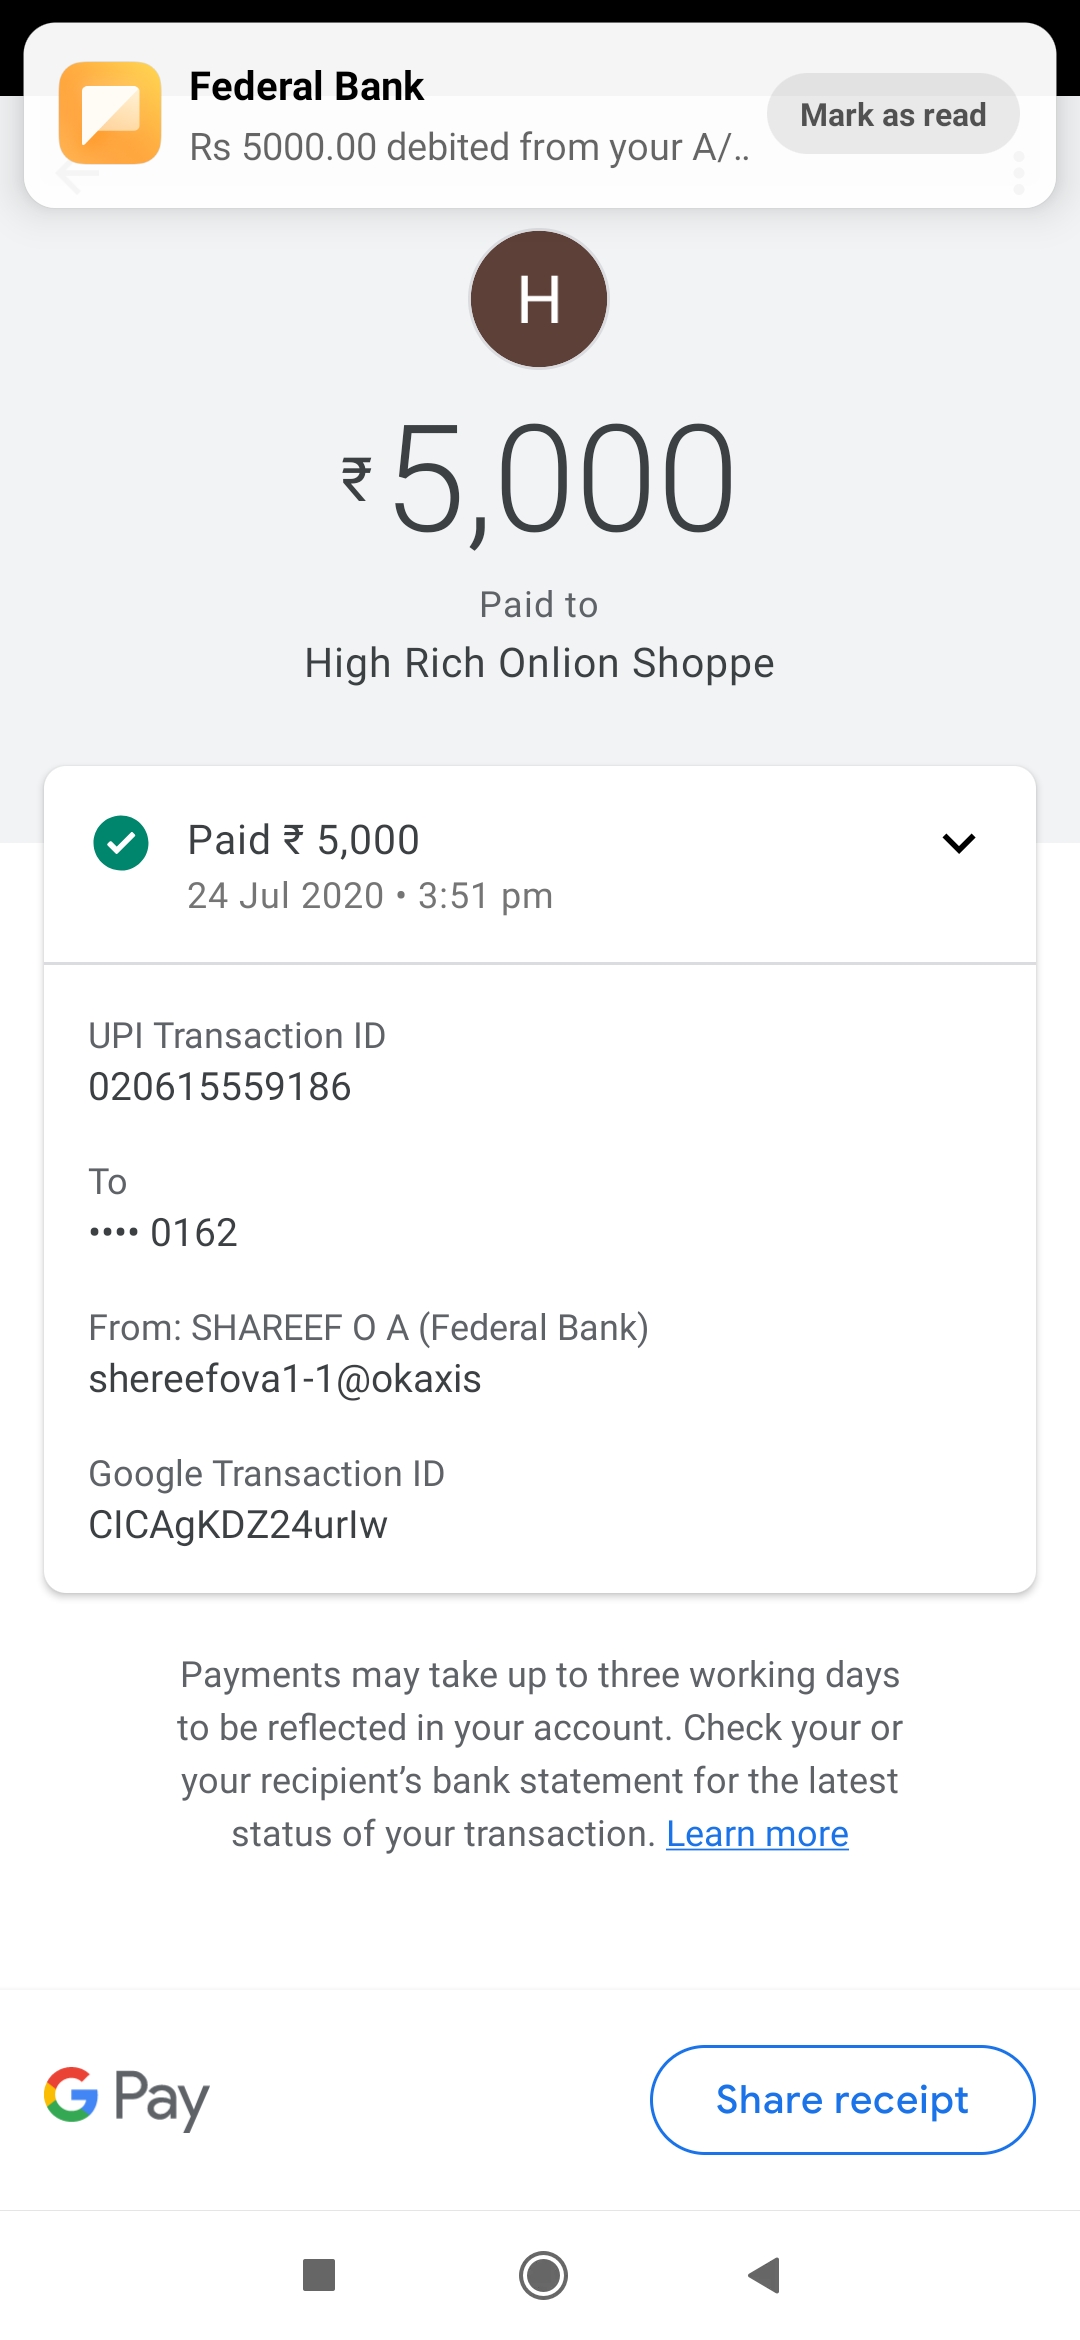 Federal Bank
Rs 5000.00 debited from your A/..
Mark as read
H
₹5,000
Paid to
High Rich Onlion Shoppe
Paid ₹ 5,000
24 Jul 2020 • 3:51 pm
UPI Transaction ID
020615559186
To
•••• 0162
From: SHAREEF O A (Federal Bank)
shereefova1-1@okaxis
Google Transaction ID
CICAgKDZ24urIw
Payments may take up to three working days
to be reflected in your account. Check your or
your recipient’s bank statement for the latest
status of your transaction. Learn more
G Pay
Share receipt